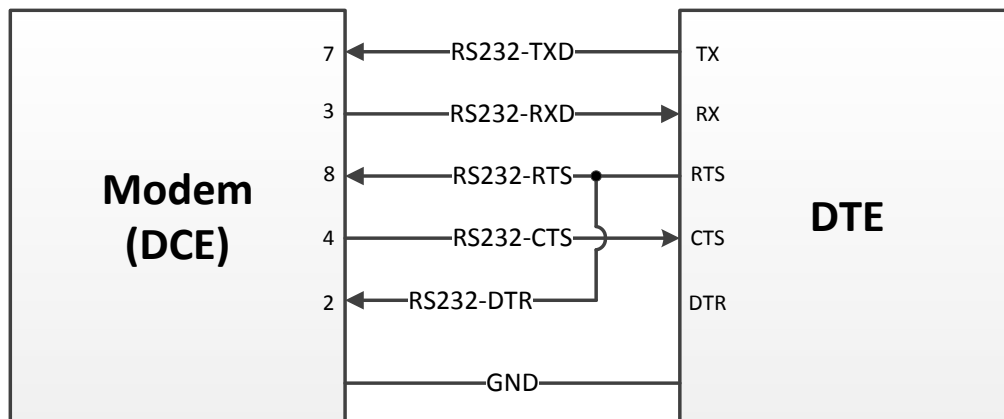 7 RS232-TXD TX
3 RS232-RXD RX
8 RS232-RTS RTS
Modem
(DCE)
DTE
4 RS232-CTS CTS
2 RS232-DTR DTR
GND